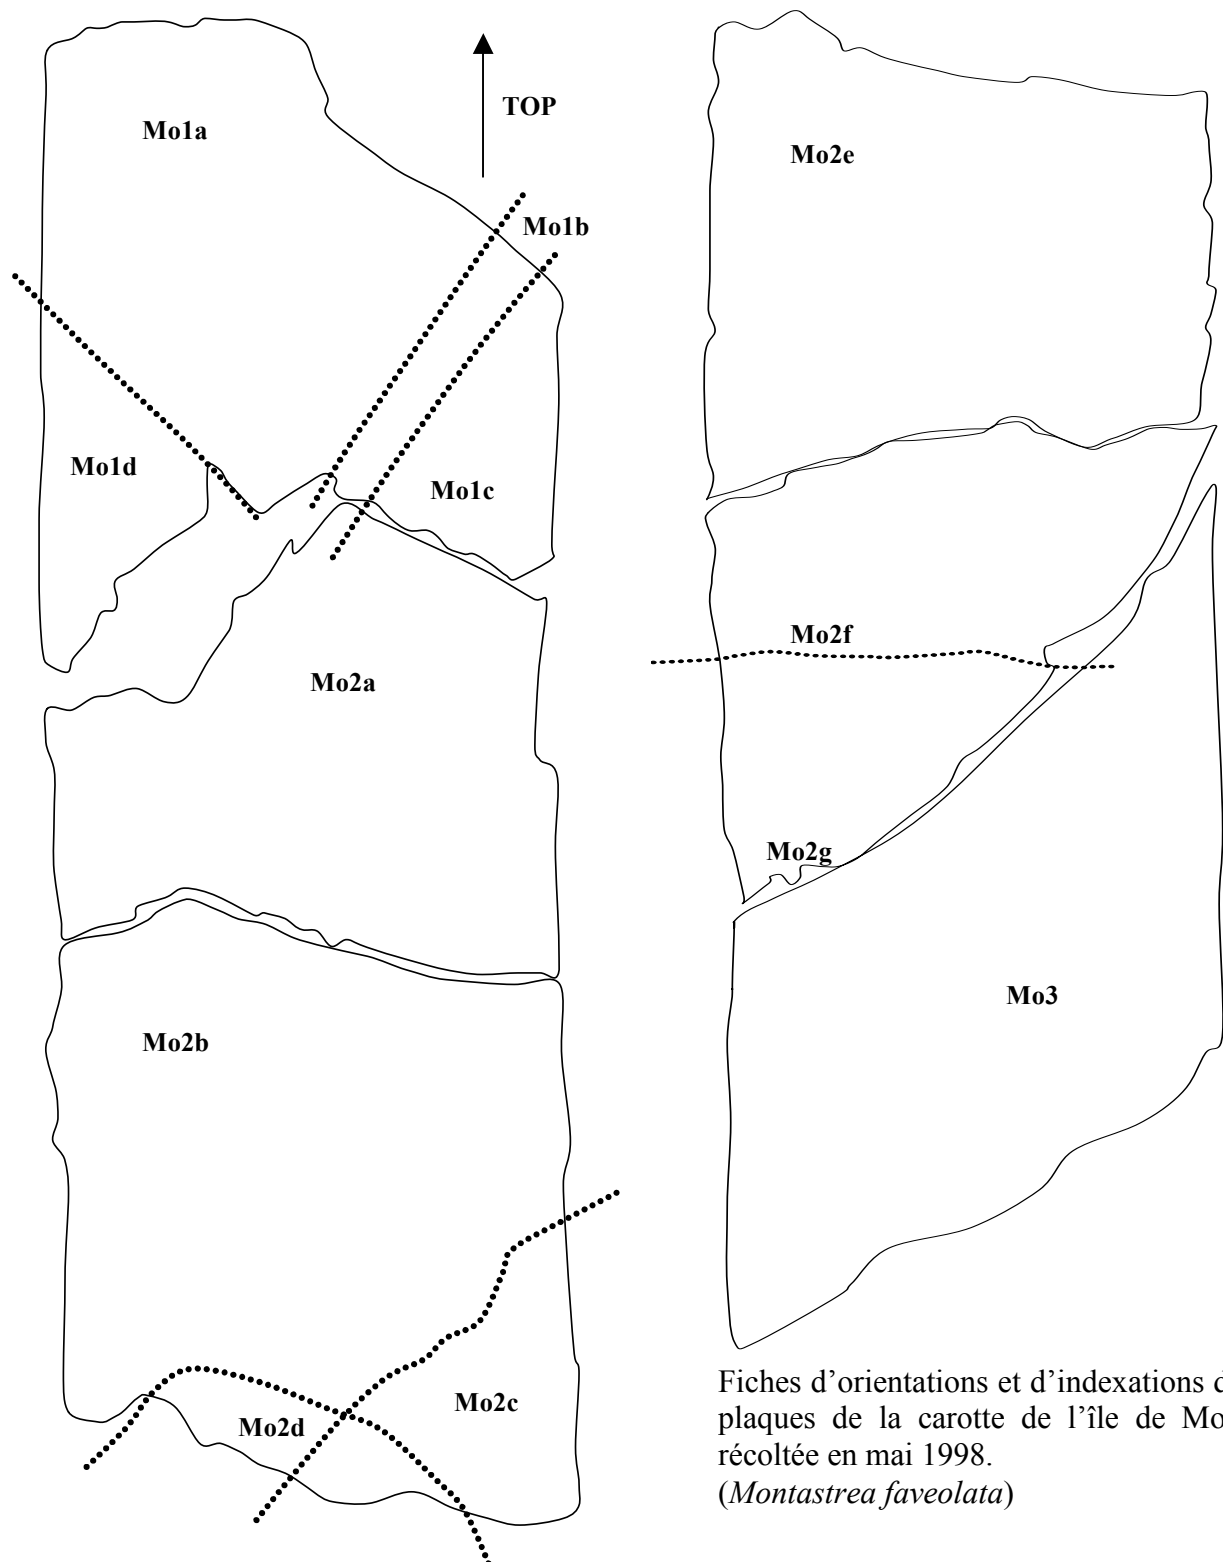 Mo1a
TOP
Mo1b
Mo1d
Mo1c
Mo2a
Mo2b
Mo2c
Mo2d
Mo2e
Mo2f
Mo2g
Mo3
Fiches d'orientations et d'indexations
plaques de la carotte de l'île de
récoltée en mai 1998.
(Montastrea faveolata)